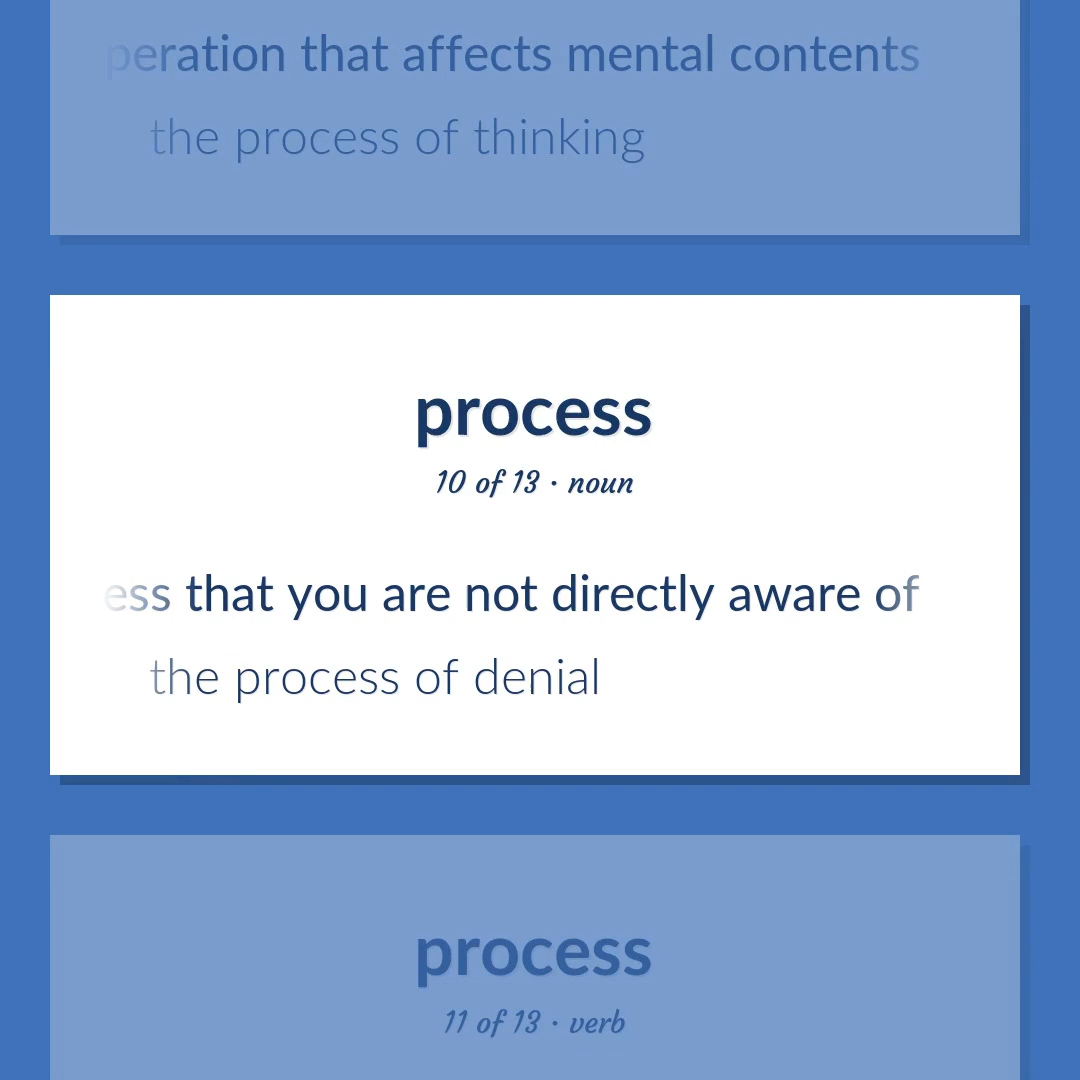 peration that affects mental contents
the process of thinking
process
10 of 13 · noun
ess that you are not directly aware of
the process of denial
process
11 of 13 · verb